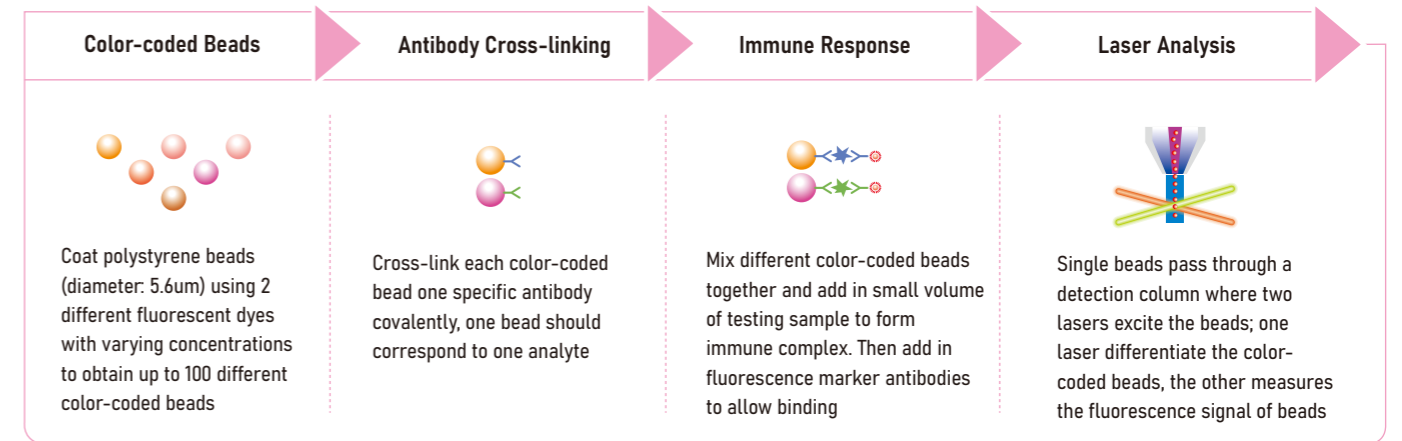 Color-coded Beads
Antibody Cross-linking
Immune Response
Laser Analysis
Coat polystyrene beads
(diameter: 5.6um) using 2
different fluorescent dyes
with varying concentrations
to obtain up to 100 different
color-coded beads
Cross-link each color-coded
bead one specific antibody
covalently, one bead should
correspond to one analyte
Mix different color-coded beads
together and add in small volume
of testing sample to form
immune complex. Then add in
fluorescence marker antibodies
to allow binding
Single beads pass through a
detection column where two
lasers excite the beads; one
laser differentiate the color-
coded beads, the other measures
the fluorescence signal of beads